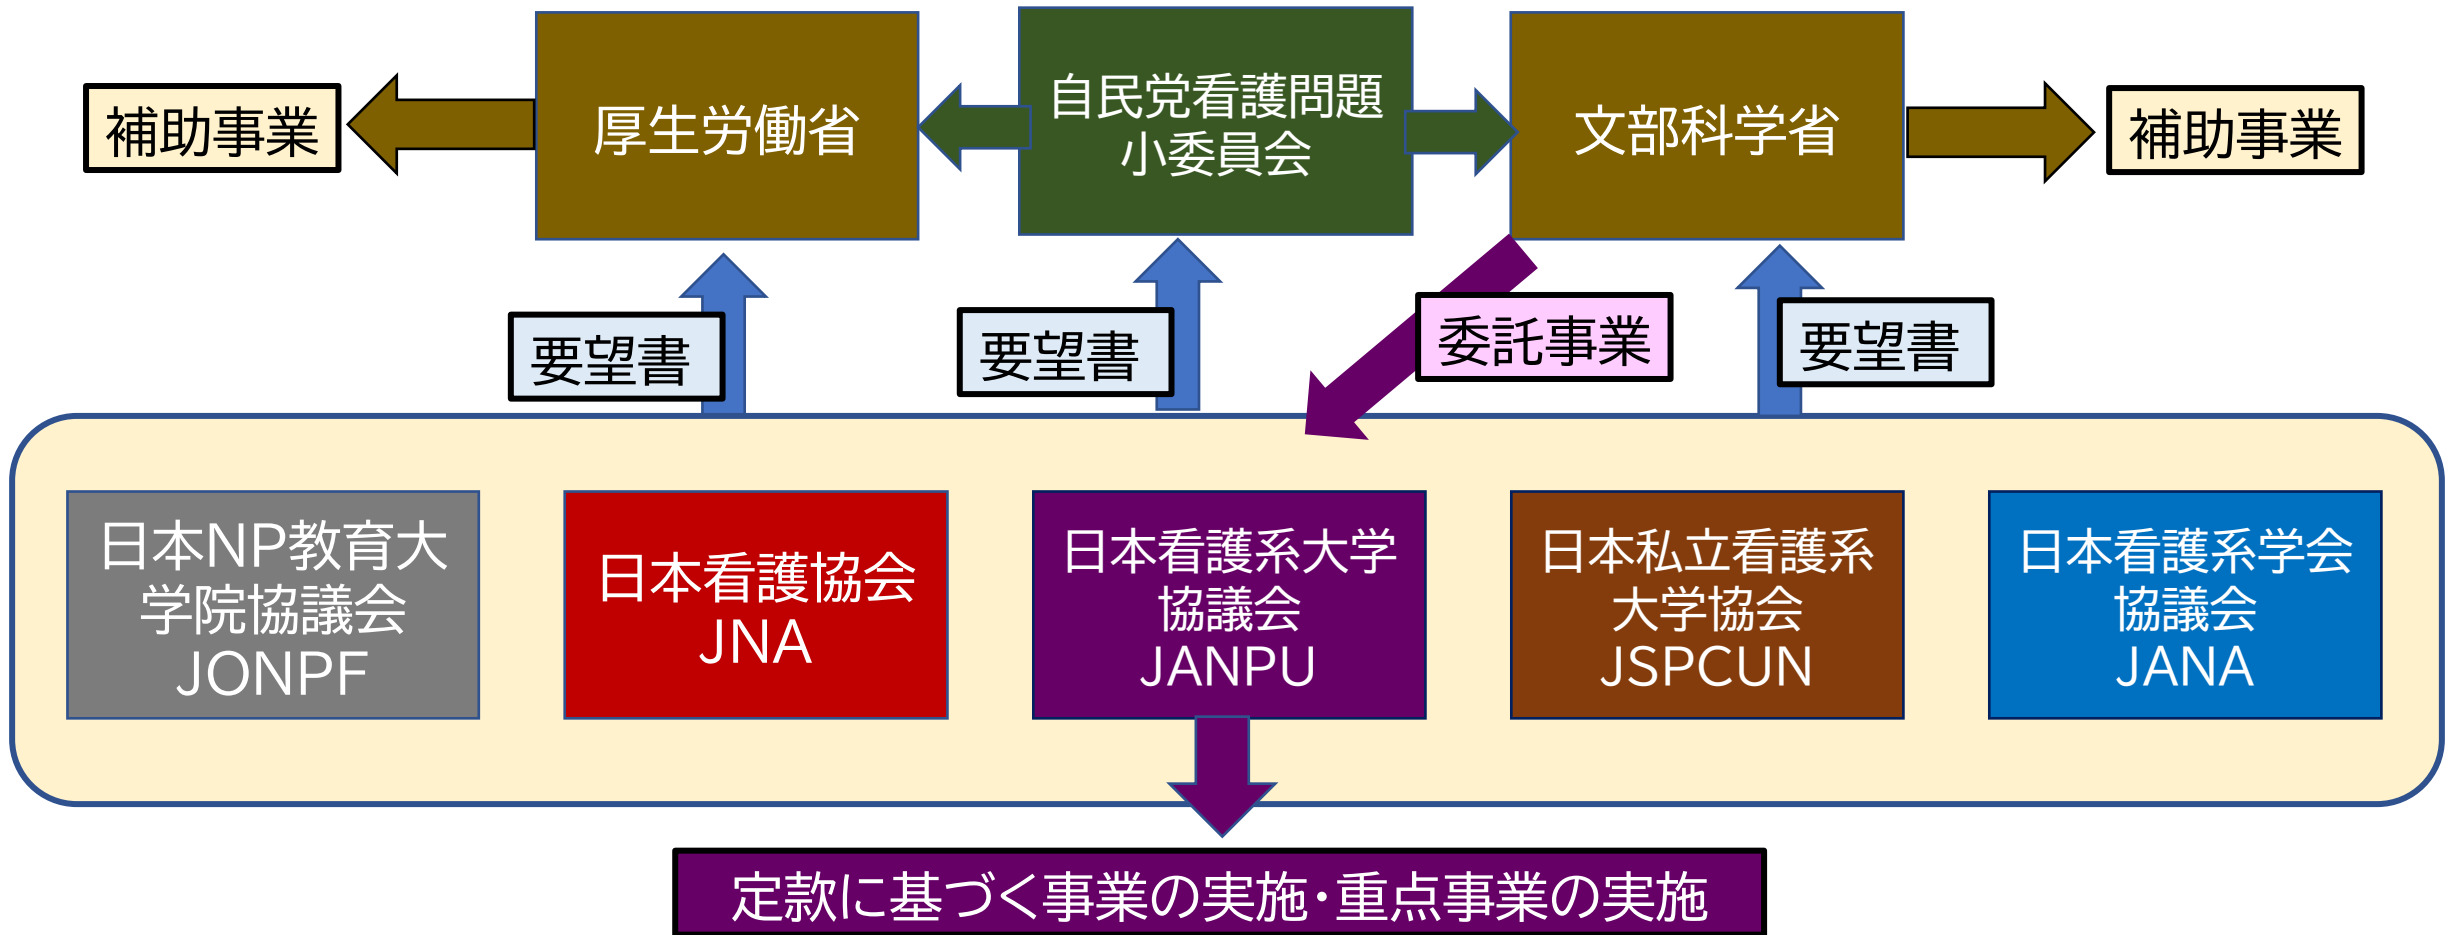 補助事業
厚生労働省
自民党看護問題
小委員会
文部科学省
補助事業
要望書
要望書
委託事業
要望書
日本NP教育大
学院協議会
JONPF
日本看護協会
JNA
日本看護系大学
協議会
JANPU
日本私立看護系
大学協会
JSPCUN
日本看護系学会
協議会
JANA
定款に基づく事業の実施・重点事業の実施